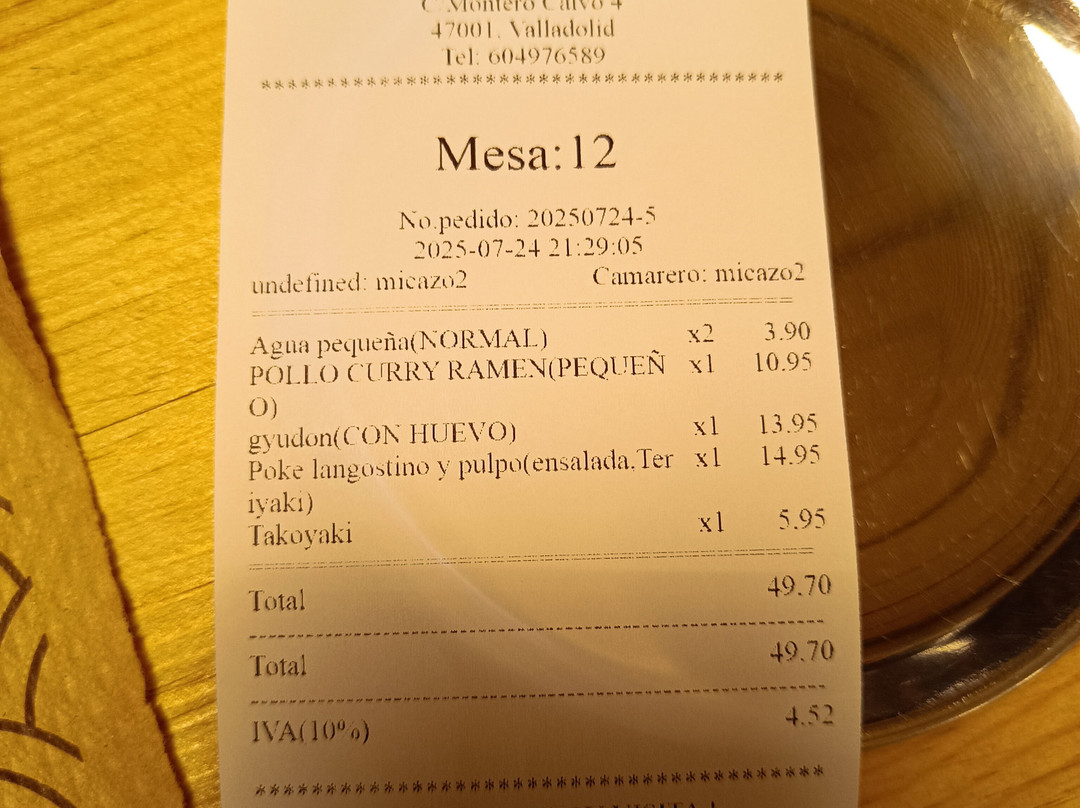 C Montero Calvo 4
47001. Valladolid
Tel: 604976589
******************************************
Mesa:12
No.pedido: 20250724-5
2025-07-24 21:29:05
undefined: micazo2 Camarero: micazo2
Agua pequeña(NORMAL) x2 3.90
POLLO CURRY RAMEN(PEQUEÑ x1 10.95
O)
gyudon(CON HUEVO) x1 13.95
Poke langostino y pulpo(ensalada,Ter x1 14.95
iyaki)
Takoyaki x1 5.95
Total 49.70
Total 49.70
IVA(10%) 4.52
******************************************